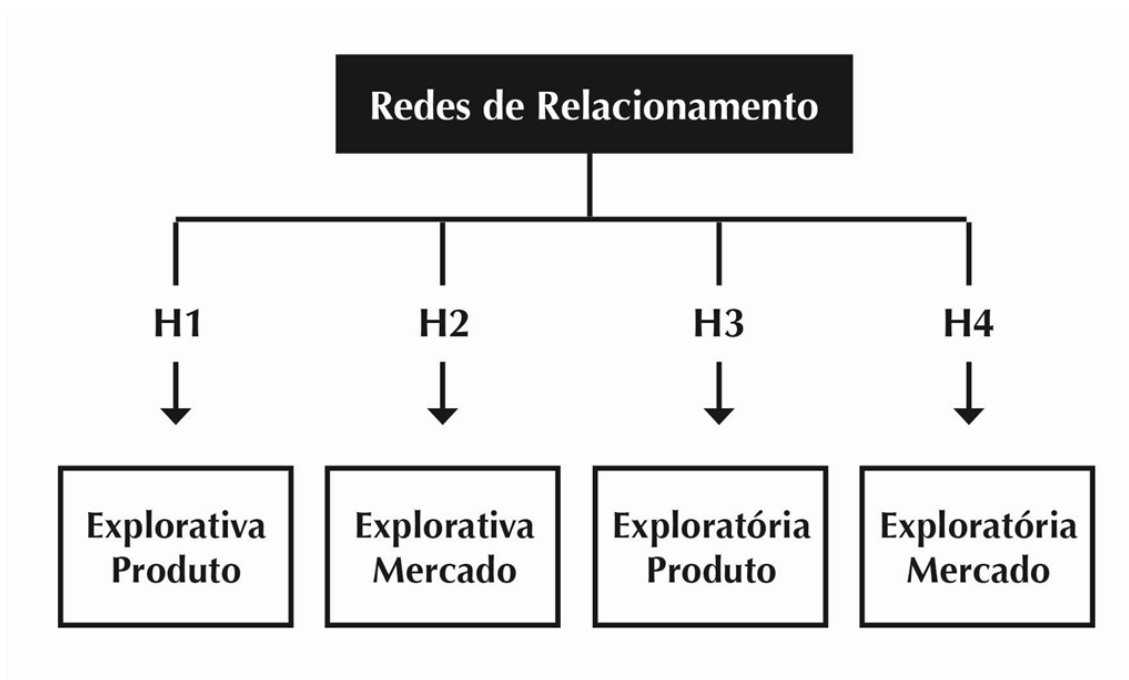 Redes de Relacionamento
H1
H2
H3
H4
Explorativa
Produto
Explorativa
Mercado
Exploratória
Produto
Exploratória
Mercado